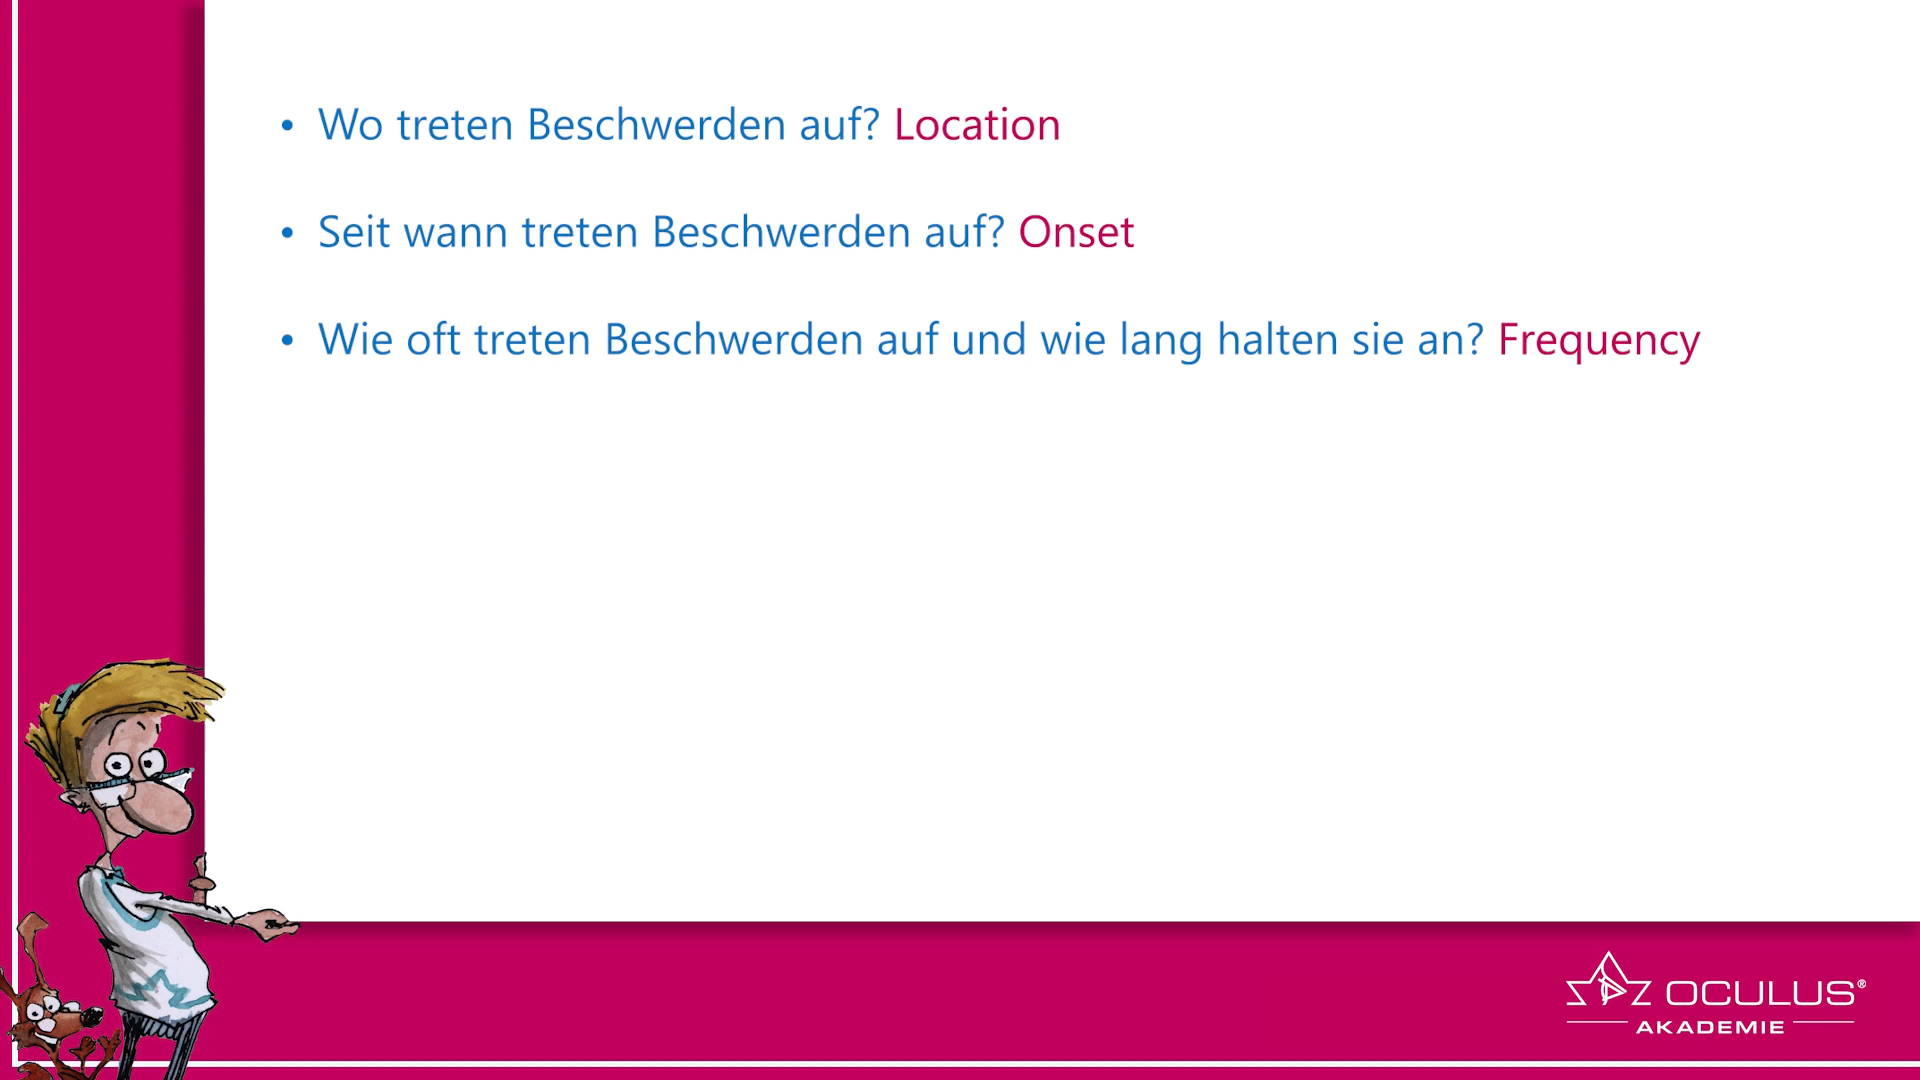 • Wo treten Beschwerden auf? Location
• Seit wann treten Beschwerden auf? Onset
• Wie oft treten Beschwerden auf und wie lang halten sie an? Frequency
OCULUS®
AKADEMIE